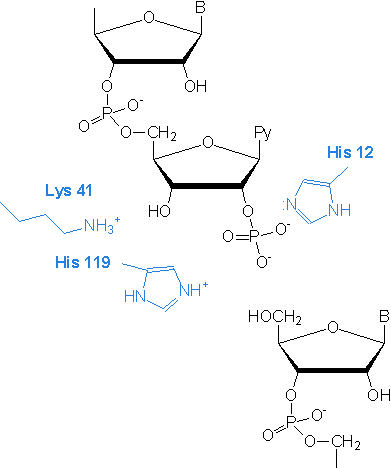 B
O
O OH
O P O⁻
O CH₂
O Py
His 12
Lys 41
HO O :N NH
NH₃⁺
O P O⁻
O⁻
His 119
HN NH⁺
HOCH₂ O B
O OH
P O⁻
O O CH₂